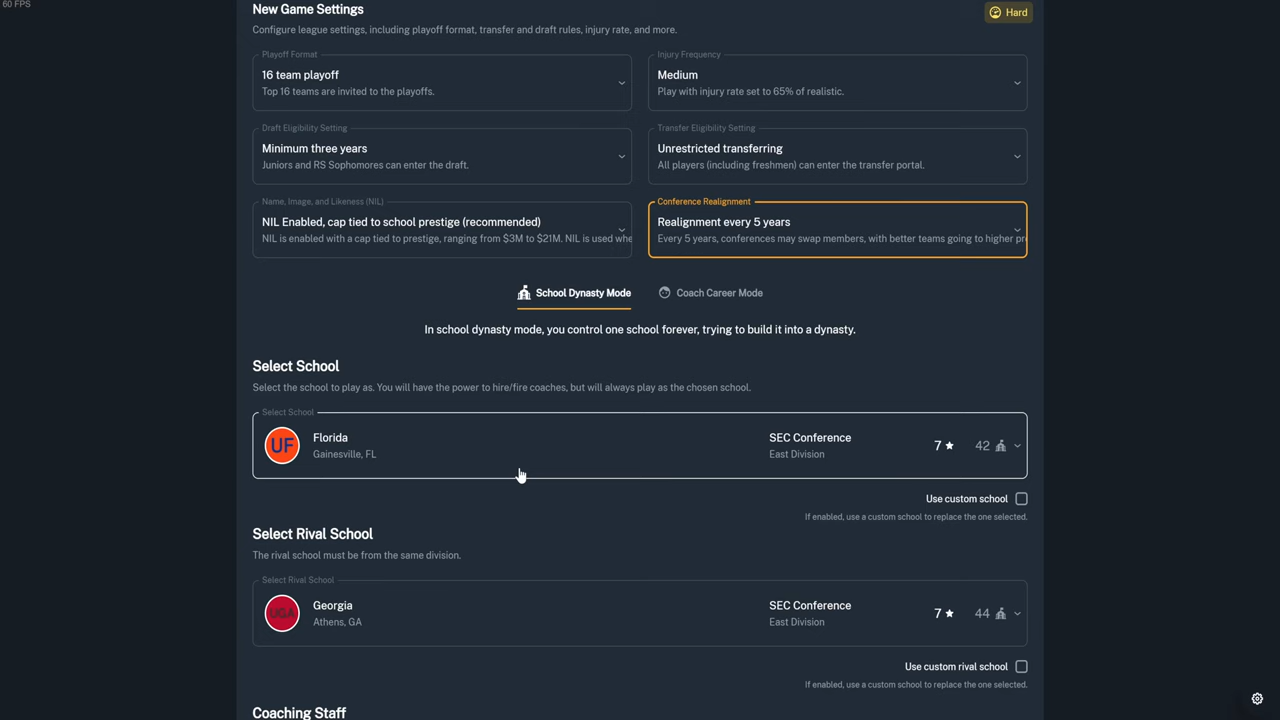 60 FPS
New Game Settings
Hard
Configure league settings, including playoff format, transfer and draft rules, injury rate, and more.
Playoff Format
16 team playoff
Top 16 teams are invited to the playoffs.
Injury Frequency
Medium
Play with injury rate set to 65% of realistic.
Draft Eligibility Setting
Minimum three years
Juniors and RS Sophomores can enter the draft.
Transfer Eligibility Setting
Unrestricted transferring
All players (including freshmen) can enter the transfer portal.
Name, Image, and Likeness (NIL)
NIL Enabled, cap tied to school prestige (recommended)
NIL is enabled with a cap tied to prestige, ranging from $3M to $21M. NIL is used whe
Conference Realignment
Realignment every 5 years
Every 5 years, conferences may swap members, with better teams going to higher pr
School Dynasty Mode
Coach Career Mode
In school dynasty mode, you control one school forever, trying to build it into a dynasty.
Select School
Select the school to play as. You will have the power to hire/fire coaches, but will always play as the chosen school.
Select School
UF
Florida
Gainesville, FL
SEC Conference
East Division
7
42
Use custom school
If enabled, use a custom school to replace the one selected.
Select Rival School
The rival school must be from the same division.
Select Rival School
UGA
Georgia
Athens, GA
SEC Conference
East Division
7
44
Use custom rival school
If enabled, use a custom school to replace the one selected.
Coaching Staff